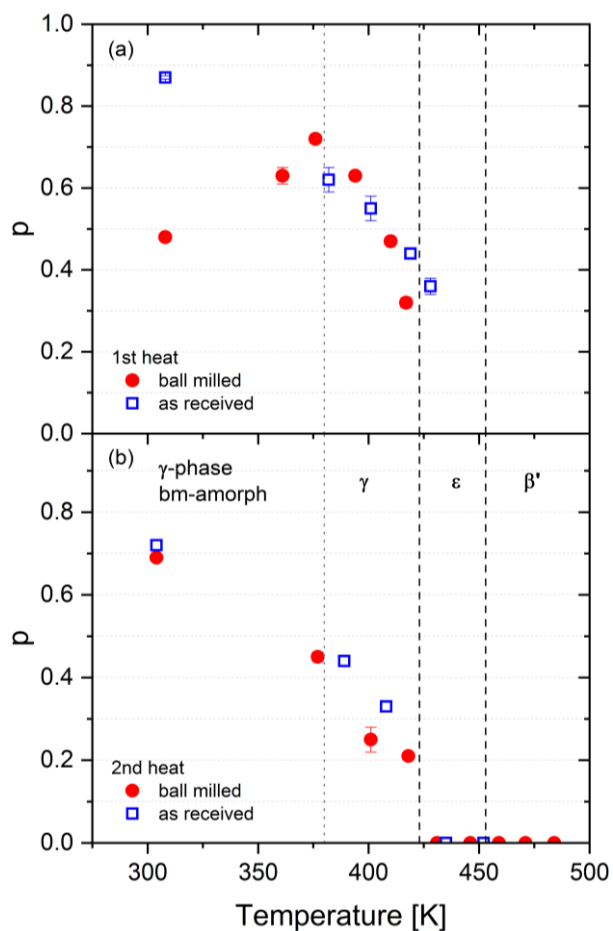 1.0
(a)
0.8
0.6
p
0.4
1st heat
0.2
ball milled
as received
0.0
(b)
γ-phase
bm-amorph
γ
ε
β'
0.8
0.6
p
0.4
2nd heat
0.2
ball milled
as received
0.0
300 350 400 450 500
Temperature [K]